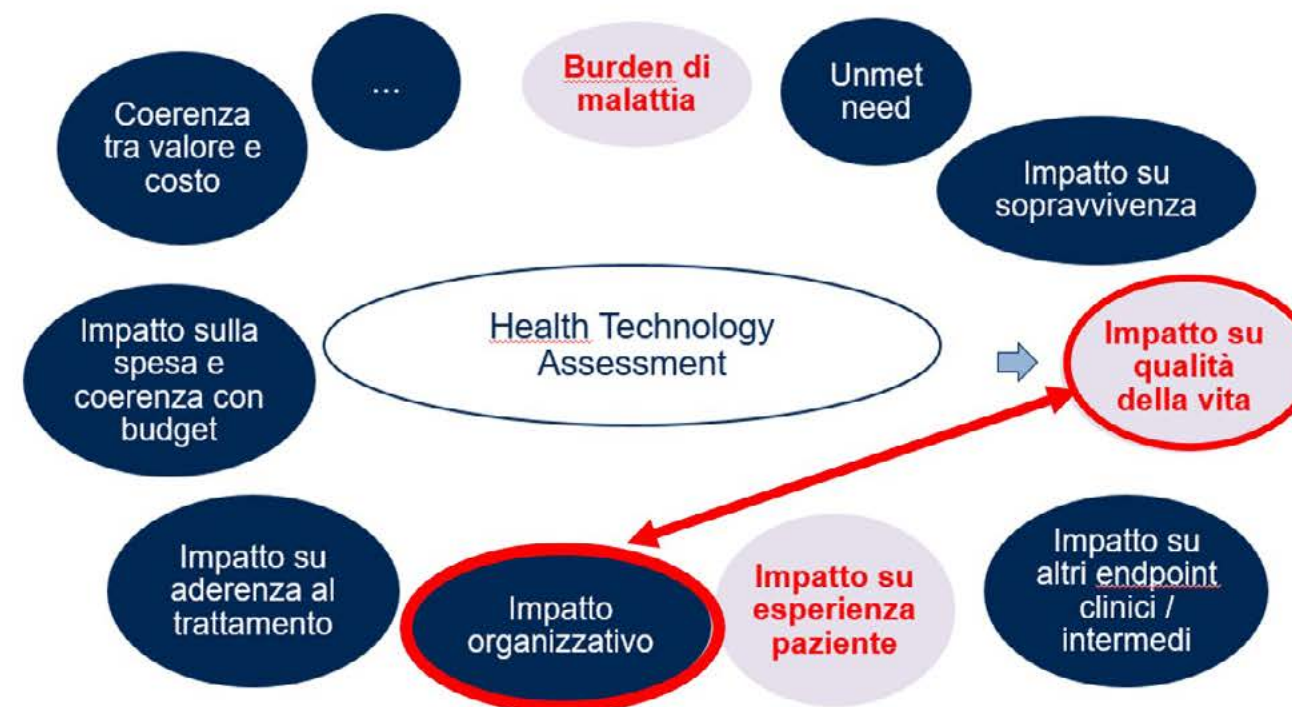 ...
Burden di
malattia
Unmet
need
Coerenza
tra valore e
costo
Impatto su
sopravvivenza
Health Technology
Assessment
Impatto su
qualità
della vita
Impatto sulla
spesa e
coerenza con
budget
Impatto su
aderenza al
trattamento
Impatto
organizzativo
Impatto su
esperienza
paziente
Impatto su
altri endpoint
clinici /
intermedi